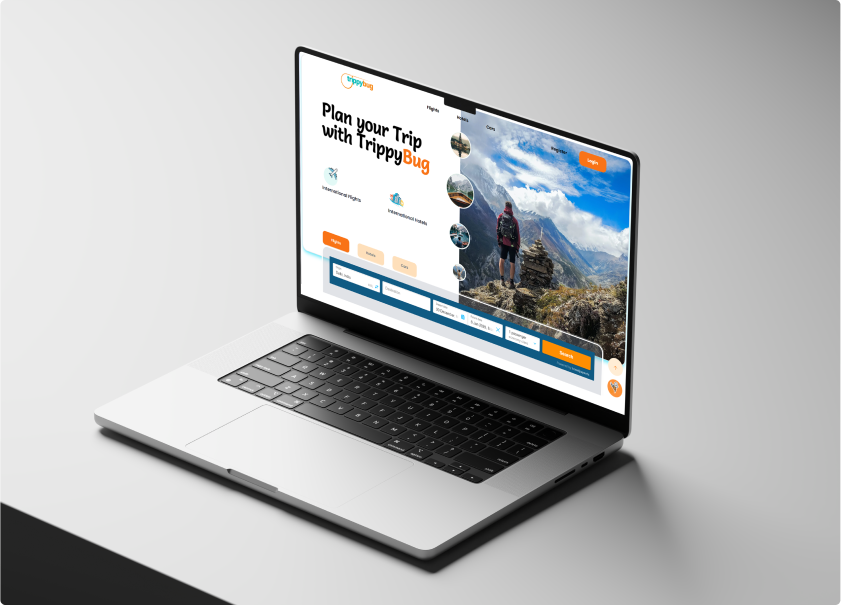 trippybug
Flights
Hotels
Cars
Register
Login
Plan your Trip
with TrippyBug
International Flights
International Hotels
Flights
Hotels
Cars
Search